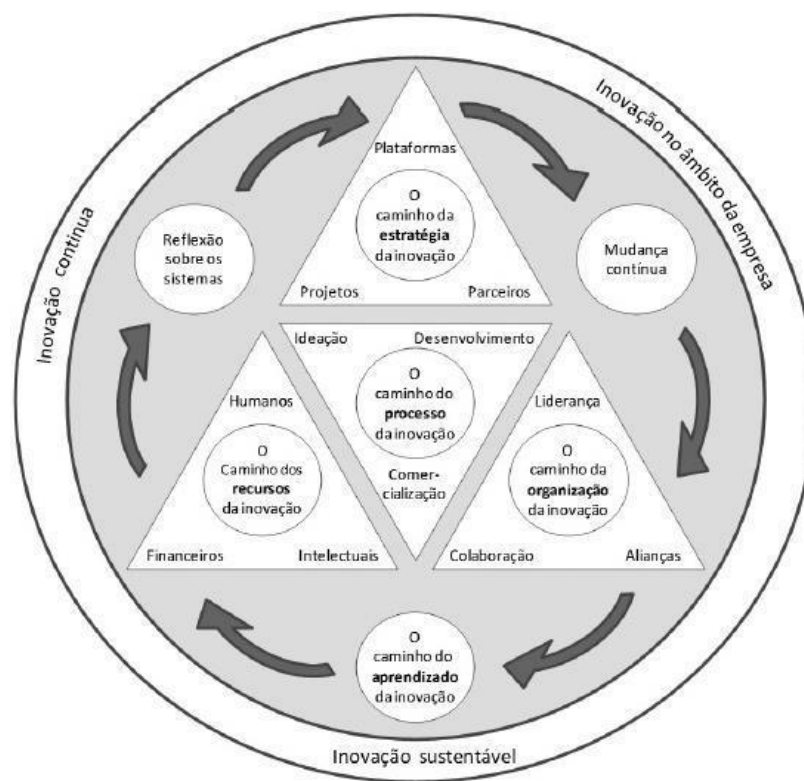 Inovação contínua
Inovação no âmbito da empresa
Plataformas
O
caminho da
estratégia
da inovação
Projetos
Parceiros
Reflexão
sobre os
sistemas
Mudança
contínua
Ideação
Desenvolvimento
O
caminho do
processo
da inovação
Comer-
cialização
Humanos
O
Caminho dos
recursos
da inovação
Financeiros
Intelectuais
Liderança
O
caminho da
organização
da inovação
Colaboração
Alianças
O
caminho do
aprendizado
da inovação
Inovação sustentável